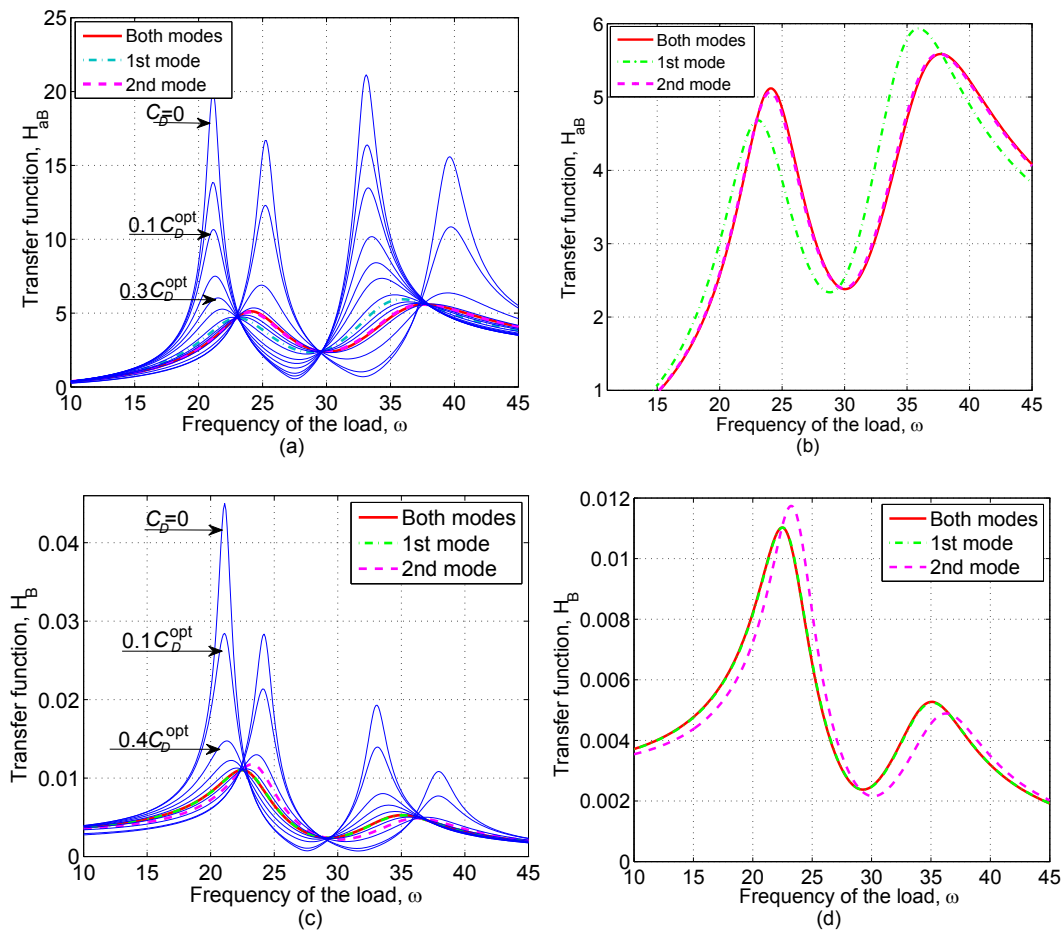 25
20
15
10
5
0
Transfer function, H_aB
Both modes
1st mode
2nd mode
C_D=0
0.1C_D^opt
0.3C_D^opt
10 15 20 25 30 35 40 45
Frequency of the load, ω
(a)
6
5
4
3
2
1
Transfer function, H_aB
Both modes
1st mode
2nd mode
15 20 25 30 35 40 45
Frequency of the load, ω
(b)
0.04
0.03
0.02
0.01
0
Transfer function, H_B
C_D=0
0.1C_D^opt
0.4C_D^opt
Both modes
1st mode
2nd mode
10 15 20 25 30 35 40 45
Frequency of the load, ω
(c)
0.012
0.01
0.008
0.006
0.004
0.002
0
Transfer function, H_B
Both modes
1st mode
2nd mode
10 15 20 25 30 35 40 45
Frequency of the load, ω
(d)